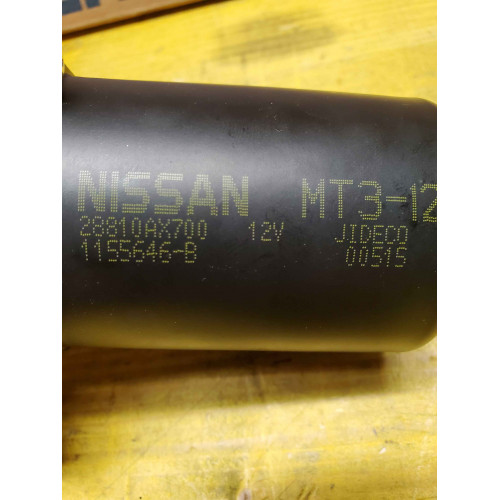 NISSAN MT3-12
28810AX700 12V JIDECO
1155646-B 00515